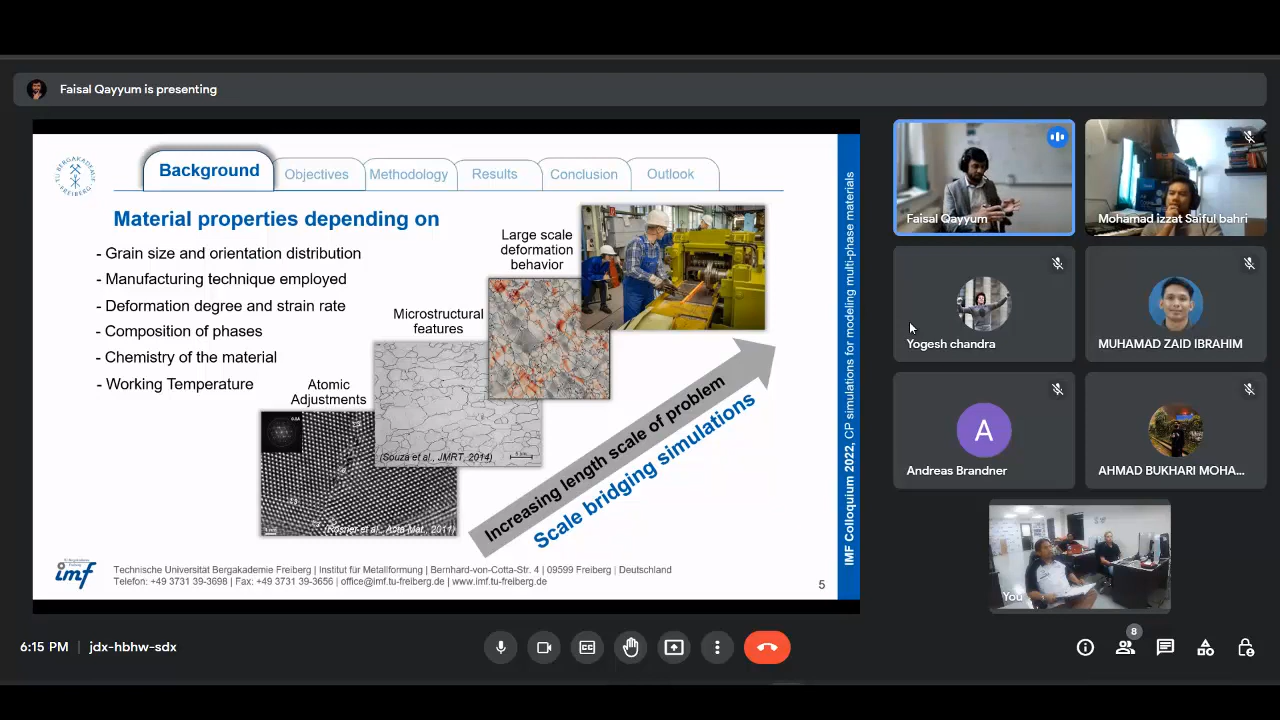 Faisal Qayyum is presenting
Background
Objectives
Methodology
Results
Conclusion
Outlook
Material properties depending on
- Grain size and orientation distribution
- Manufacturing technique employed
- Deformation degree and strain rate
- Composition of phases
- Chemistry of the material
- Working Temperature
Atomic
Adjustments
Microstructural
features
Large scale
deformation
behavior
(Souza et al., JMRT, 2014)
(Rösner et al., Acta Mat., 2011)
Increasing length scale of problem
Scale bridging simulations
IMF Colloquium 2022, CP simulations for modeling multi-phase materials
imf
Technische Universität Bergakademie Freiberg | Institut für Metallformung | Bernhard-von-Cotta-Str. 4 | 09599 Freiberg | Deutschland
Telefon: +49 3731 39-3698 | Fax: +49 3731 39-3656 | office@imf.tu-freiberg.de | www.imf.tu-freiberg.de
5
Faisal Qayyum
Mohamad izzat Saiful bahri
Yogesh chandra
MUHAMAD ZAID IBRAHIM
A
Andreas Brandner
AHMAD BUKHARI MOHA...
You
6:15 PM
jdx-hbhw-sdx
CC
8